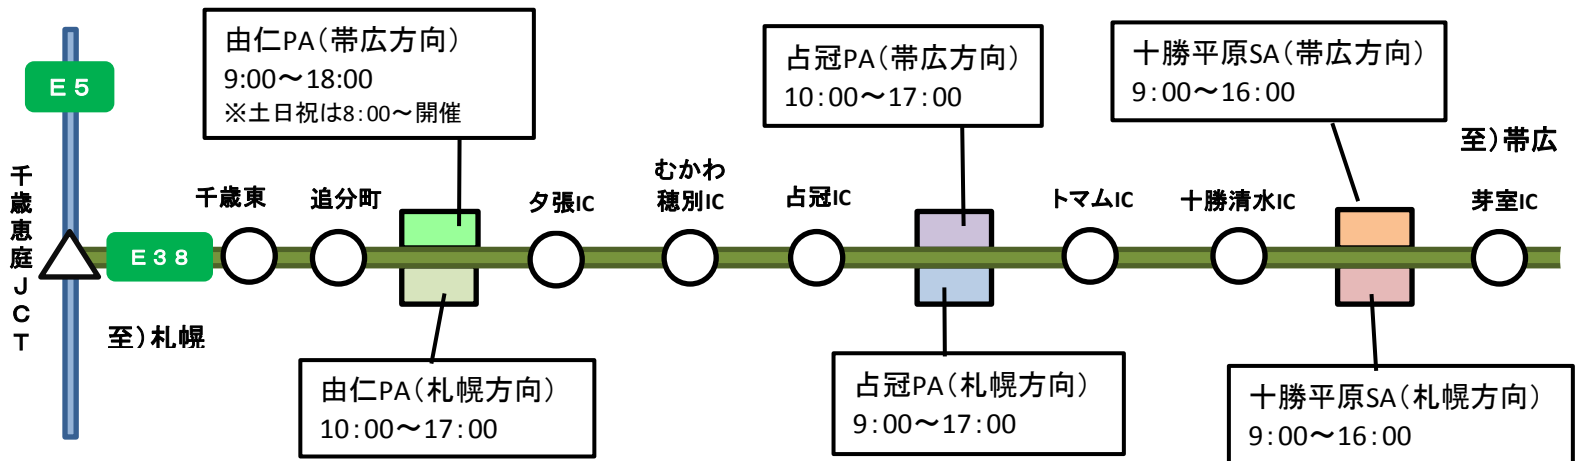 由仁PA(帯広方向)
9:00～18:00
※土日祝は8:00～開催
占冠PA(帯広方向)
10:00～17:00
十勝平原SA(帯広方向)
9:00～16:00
E5
至)帯広
千歳恵庭JCT
千歳東
追分町
夕張IC
むかわ
穂別IC
占冠IC
トマムIC
十勝清水IC
芽室IC
E38
至)札幌
由仁PA(札幌方向)
10:00～17:00
占冠PA(札幌方向)
9:00～17:00
十勝平原SA(札幌方向)
9:00～16:00